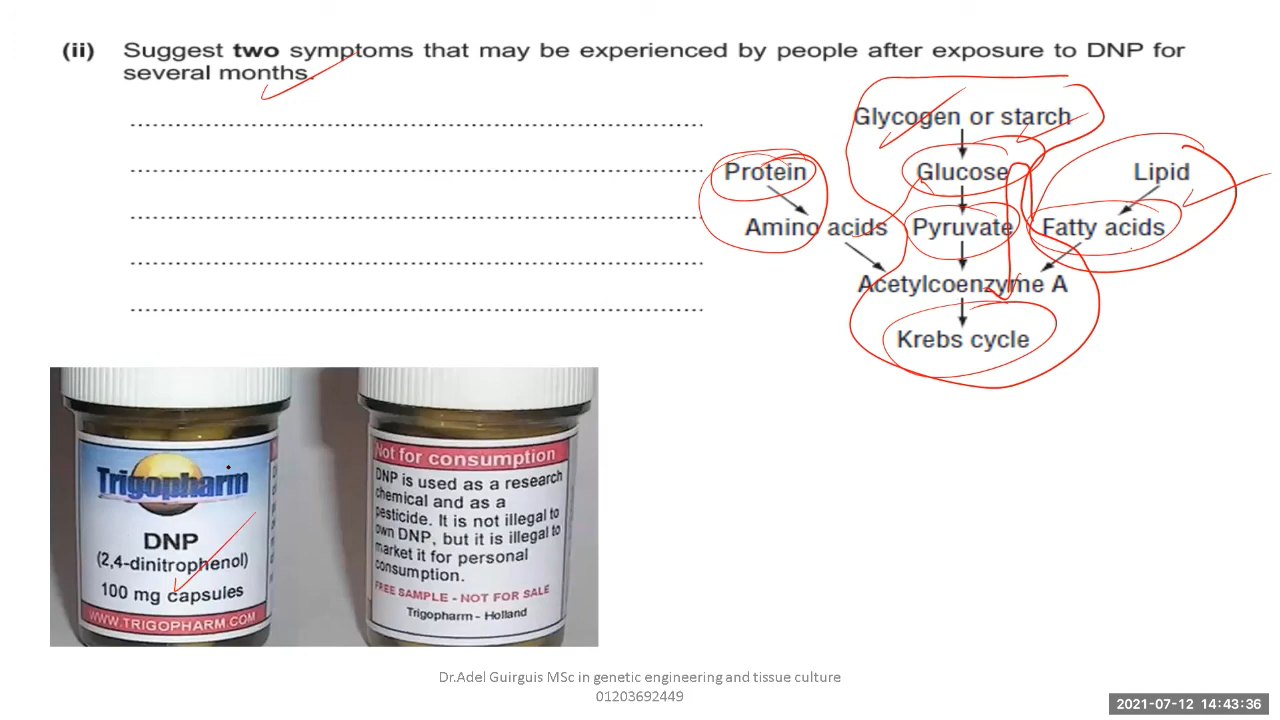 (ii) Suggest two symptoms that may be experienced by people after exposure to DNP for
several months.
Glycogen or starch
Protein
Glucose
Lipid
Amino acids
Pyruvate
Fatty acids
Acetylcoenzyme A
Krebs cycle
Trigopharm
DNP
(2,4-dinitrophenol)
100 mg capsules
WWW.TRIGOPHARM.COM
Not for consumption
DNP is used as a research
chemical and as a
pesticide. It is not illegal to
own DNP, but it is illegal to
market it for personal
consumption.
FREE SAMPLE - NOT FOR SALE
Trigopharm - Holland
Dr.Adel Guirguis MSc in genetic engineering and tissue culture
01203692449
2021-07-12 14:43:36